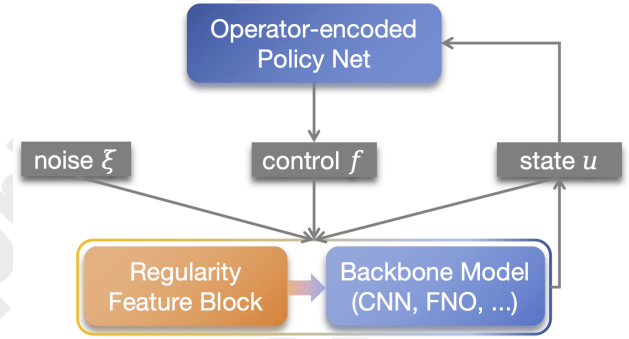 Operator-encoded
Policy Net
noise ξ
control f
state u
Regularity
Feature Block
Backbone Model
(CNN, FNO, ...)